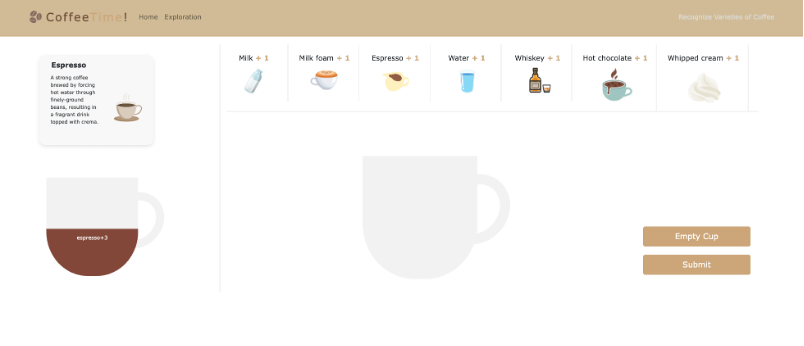 CoffeeTime!
Home
Exploration
Recognize Varieties of Coffee
Espresso
A strong coffee
brewed by forcing
hot water through
finely-ground
beans, resulting in
a fragrant drink
topped with crema.
Milk + 1
Milk foam + 1
Espresso + 1
Water + 1
Whiskey + 1
Hot chocolate + 1
Whipped cream + 1
espresso+3
Empty Cup
Submit